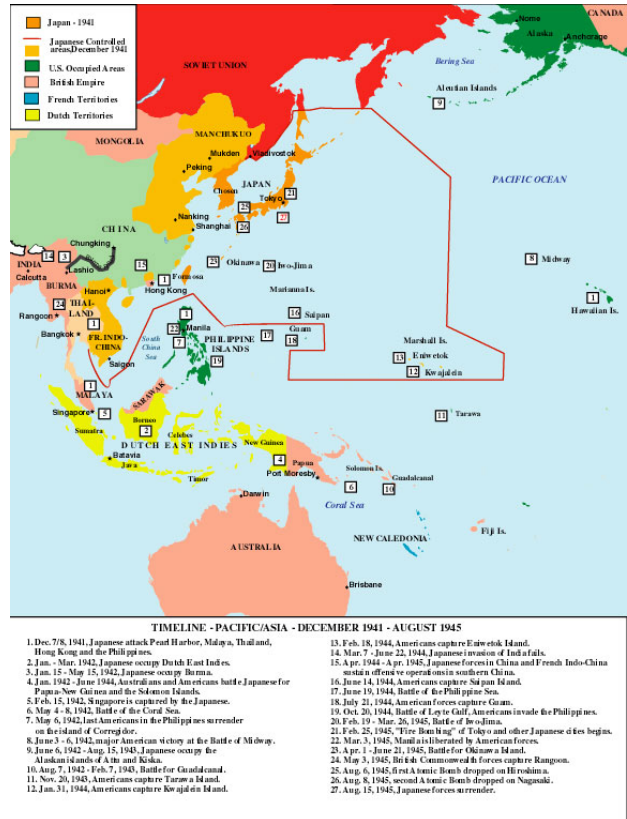 Japan - 1941
Japanese Controlled
areas, December 1941
U.S. Occupied Areas
British Empire
French Territories
Dutch Territories
CANADA
Nome
Alaska
Anchorage
SOVIET UNION
Bering Sea
Aleutian Islands
9
MONGOLIA
MANCHUKUO
Mukden
Vladivostok
Peking
Chosen
JAPAN
Tokyo
21
25
27
26
PACIFIC OCEAN
Nanking
Shanghai
CHINA
Chungking
INDIA
14
3
Calcutta
Lashio
BURMA
15
1
Formosa
Hong Kong
Okinawa
20
Iwo-Jima
8
Midway
Marianna Is.
1
Hawaiian Is.
24
Hanoi
THAI-
LAND
Rangoon
1
Bangkok
FR.INDO-
CHINA
Saigon
South
China
Sea
1
22
Manila
7
PHILIPPINE
ISLANDS
19
16
Saipan
17
Guam
18
Marshall Is.
13
Eniwetok
12
Kwajalein
11
Tarawa
1
MALAYA
SARAWAK
Singapore
5
Sumatra
Borneo
2
Celebes
DUTCH EAST INDIES
Batavia
Java
Timor
New Guinea
4
Papua
Port Moresby
Solomon Is.
6
Guadalcanal
10
Darwin
Coral Sea
NEW CALEDONIA
Fiji Is.
AUSTRALIA
Brisbane
TIMELINE - PACIFIC/ASIA - DECEMBER 1941 - AUGUST 1945
1. Dec. 7/8, 1941, Japanese attack Pearl Harbor, Malaya, Thailand,
Hong Kong and the Philippines.
2. Jan. - Mar. 1942, Japanese occupy Dutch East Indies.
3. Jan. 15 - May 15, 1942, Japanese occupy Burma.
4. Jan. 1942 - June 1944, Australians and Americans battle Japanese for
Papua-New Guinea and the Solomon Islands.
5. Feb. 15, 1942, Singapore is captured by the Japanese.
6. May 4 - 8, 1942, Battle of the Coral Sea.
7. May 6, 1942, last Americans in the Philippines surrender
on the island of Corregidor.
8. June 3 - 6, 1942, major American victory at the Battle of Midway.
9. June 6, 1942 - Aug. 15, 1943, Japanese occupy the
Alaskan islands of Attu and Kiska.
10. Aug. 7, 1942 - Feb. 7, 1943, Battle for Guadalcanal.
11. Nov. 20, 1943, Americans capture Tarawa Island.
12. Jan. 31, 1944, Americans capture Kwajalein Island.
13. Feb. 18, 1944, Americans capture Eniwetok Island.
14. Mar. 7 - June 22, 1944, Japanese invasion of India fails.
15. Apr. 1944 - Apr. 1945, Japanese forces in China and French Indo-China
sustain offensive operations in southern China.
16. June 14, 1944, Americans capture Saipan Island.
17. June 19, 1944, Battle of the Philippine Sea.
18. July 21, 1944, American forces capture Guam.
19. Oct. 20, 1944, Battle of Leyte Gulf, Americans invade the Philippines.
20. Feb. 19 - Mar. 26, 1945, Battle of Iwo-Jima.
21. Feb. 25, 1945, "Fire Bombing" of Tokyo and other Japanese cities begins.
22. Mar. 3, 1945, Manila is liberated by American forces.
23. Apr. 1 - June 21, 1945, Battle for Okinawa Island.
24. May 3, 1945, British Commonwealth forces capture Rangoon.
25. Aug. 6, 1945, first Atomic Bomb dropped on Hiroshima.
26. Aug. 8, 1945, second Atomic Bomb dropped on Nagasaki.
27. Aug. 15, 1945, Japanese forces surrender.